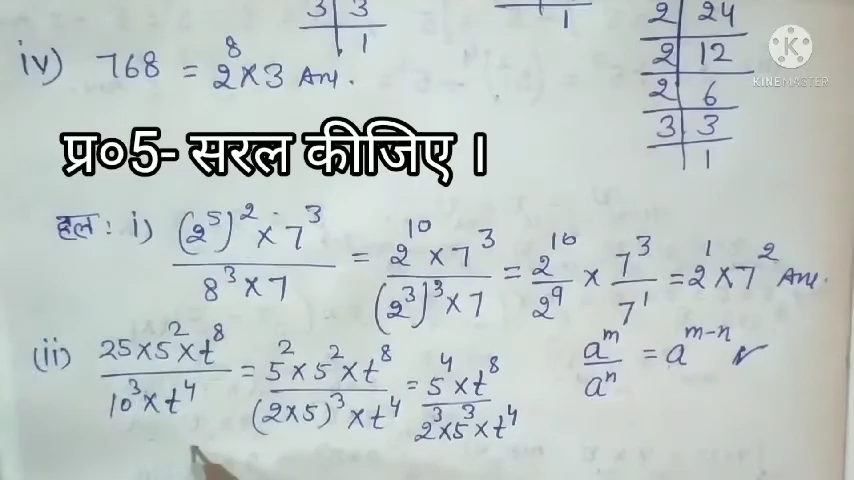 3 | 3
1
1
2 | 24
2 | 12
2 | 6
3 | 3
1
K
KINEMASTER
iv) 768 = 2⁸ × 3 Ans.
प्र०5- सरल कीजिए ।
हल: i) (2⁵)² × 7³ / 8³ × 7 = 2¹⁰ × 7³ / (2³)³ × 7 = 2¹⁰/2⁹ × 7³/7¹ = 2¹ × 7² Ans.
(ii) 25 × 5² × t⁸ / 10³ × t⁴ = 5² × 5² × t⁸ / (2×5)³ × t⁴ = 5⁴ × t⁸ / 2³ × 5³ × t⁴
aᵐ/aⁿ = aᵐ⁻ⁿ ✓